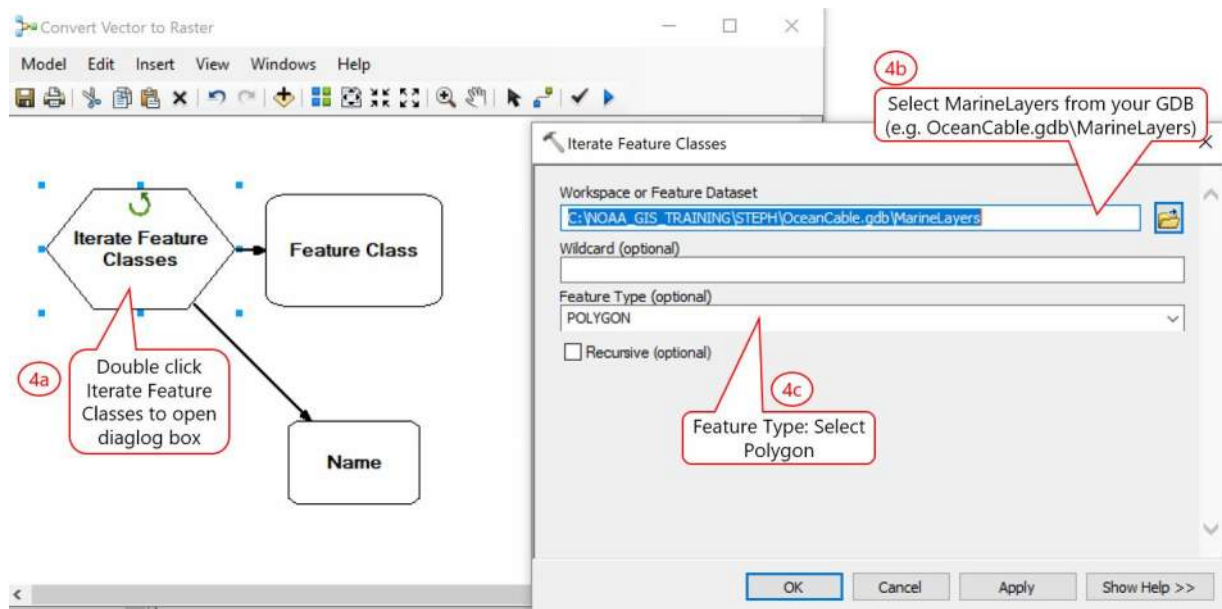 Convert Vector to Raster
Model Edit Insert View Windows Help
4b
Select MarineLayers from your GDB
(e.g. OceanCable.gdb\MarineLayers)
Iterate Feature
Classes
Feature Class
4a
Double click
Iterate Feature
Classes to open
diaglog box
Name
Iterate Feature Classes
Workspace or Feature Dataset
C:\NOAA_GIS_TRAINING\STEPH\OceanCable.gdb\MarineLayers
Wildcard (optional)
Feature Type (optional)
POLYGON
Recursive (optional)
4c
Feature Type: Select
Polygon
OK Cancel Apply Show Help >>